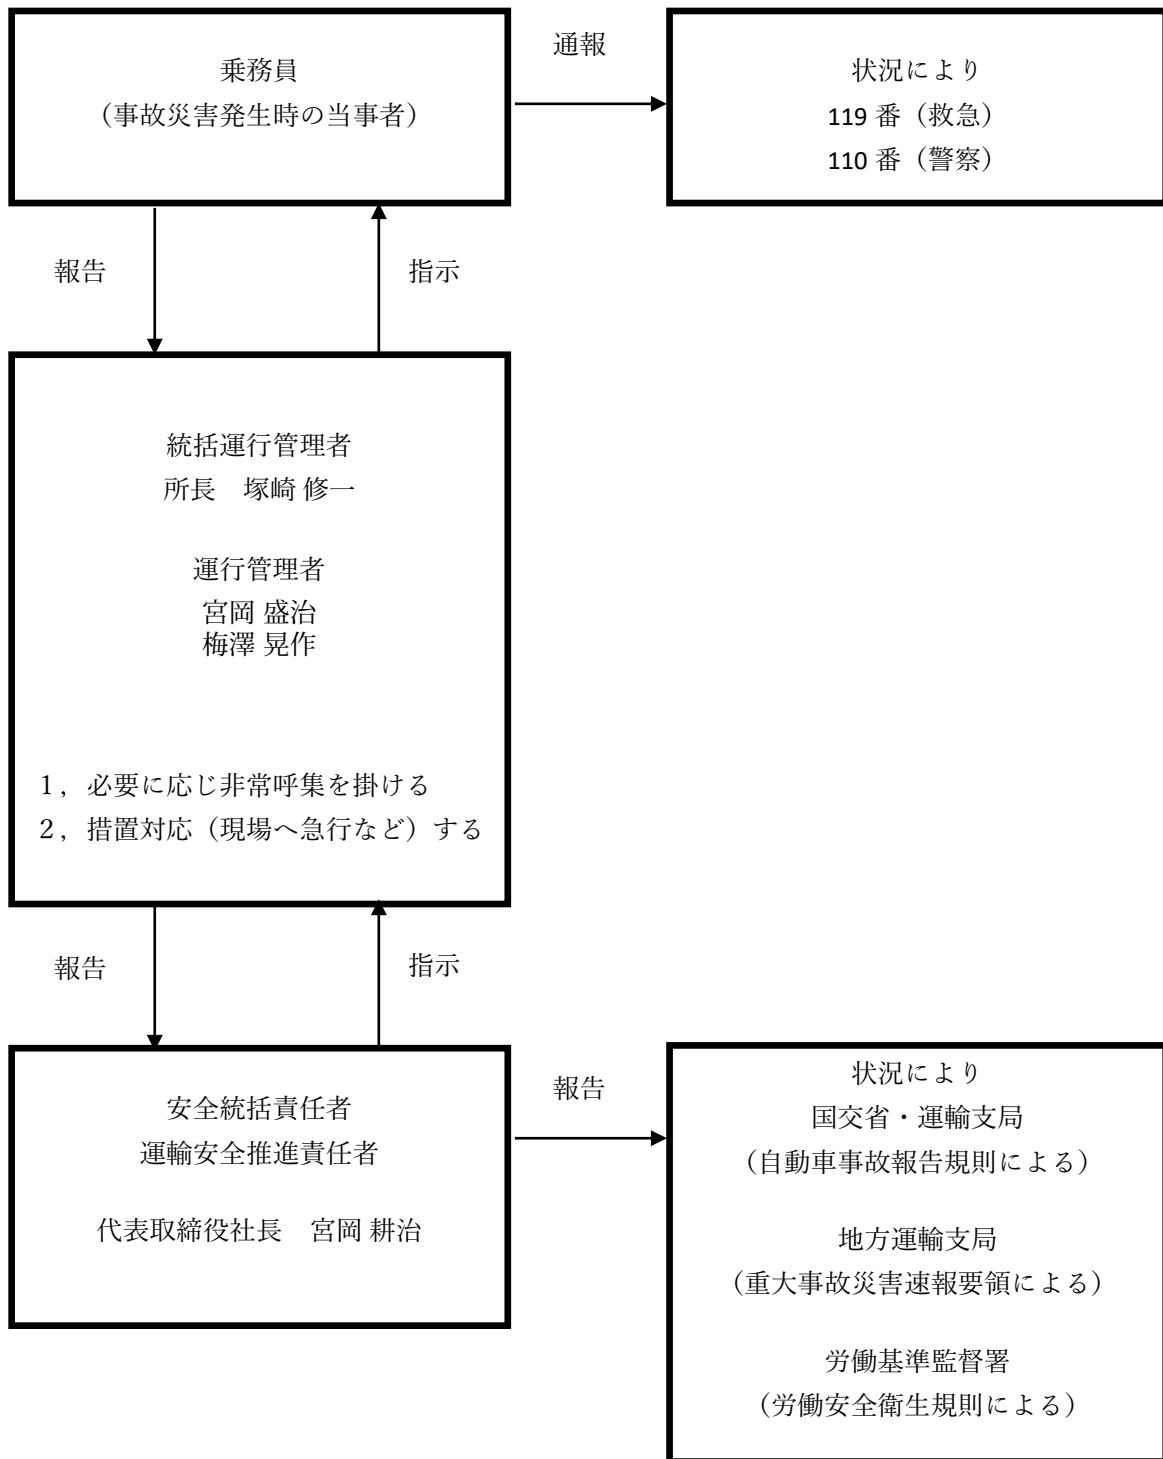 乗務員
（事故災害発生時の当事者）
通報
状況により
119 番（救急）
110 番（警察）
報告
指示
統括運行管理者
所長　塚崎 修一
運行管理者
宮岡 盛治
梅澤 晃作
１，必要に応じ非常呼集を掛ける
２，措置対応（現場へ急行など）する
報告
指示
安全統括責任者
運輸安全推進責任者
代表取締役社長　宮岡 耕治
報告
状況により
国交省・運輸支局
（自動車事故報告規則による）
地方運輸支局
（重大事故災害速報要領による）
労働基準監督署
（労働安全衛生規則による）